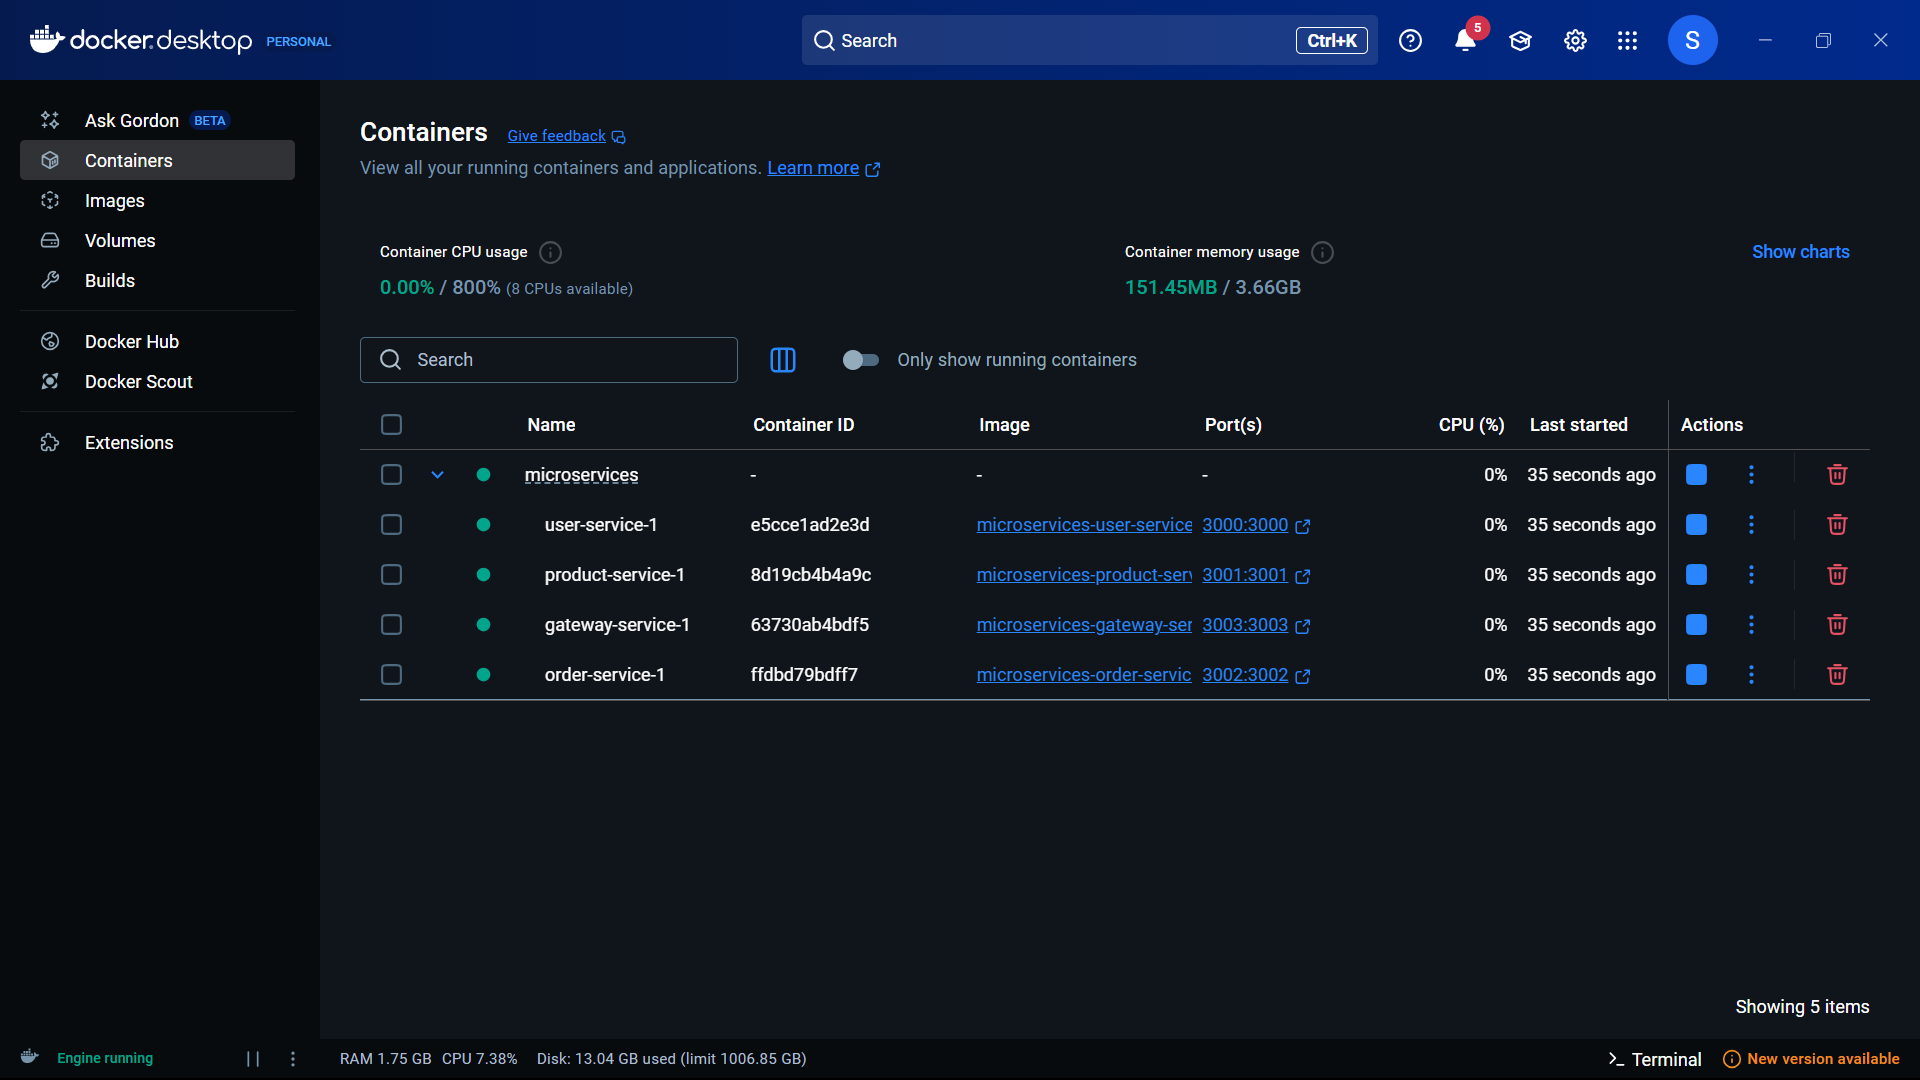 docker.desktop PERSONAL
Search
Ctrl+K
5
S
Ask Gordon BETA
Containers
Images
Volumes
Builds
Docker Hub
Docker Scout
Extensions
Containers Give feedback
View all your running containers and applications. Learn more
Container CPU usage
0.00% / 800% (8 CPUs available)
Container memory usage
151.45MB / 3.66GB
Show charts
Search
Only show running containers
Name Container ID Image Port(s) CPU (%) Last started Actions
microservices - - - 0% 35 seconds ago
user-service-1 e5cce1ad2e3d microservices-user-service 3000:3000 0% 35 seconds ago
product-service-1 8d19cb4b4a9c microservices-product-serv 3001:3001 0% 35 seconds ago
gateway-service-1 63730ab4bdf5 microservices-gateway-ser 3003:3003 0% 35 seconds ago
order-service-1 ffdbd79bdff7 microservices-order-servic 3002:3002 0% 35 seconds ago
Showing 5 items
Engine running
RAM 1.75 GB CPU 7.38% Disk: 13.04 GB used (limit 1006.85 GB)
Terminal
New version available